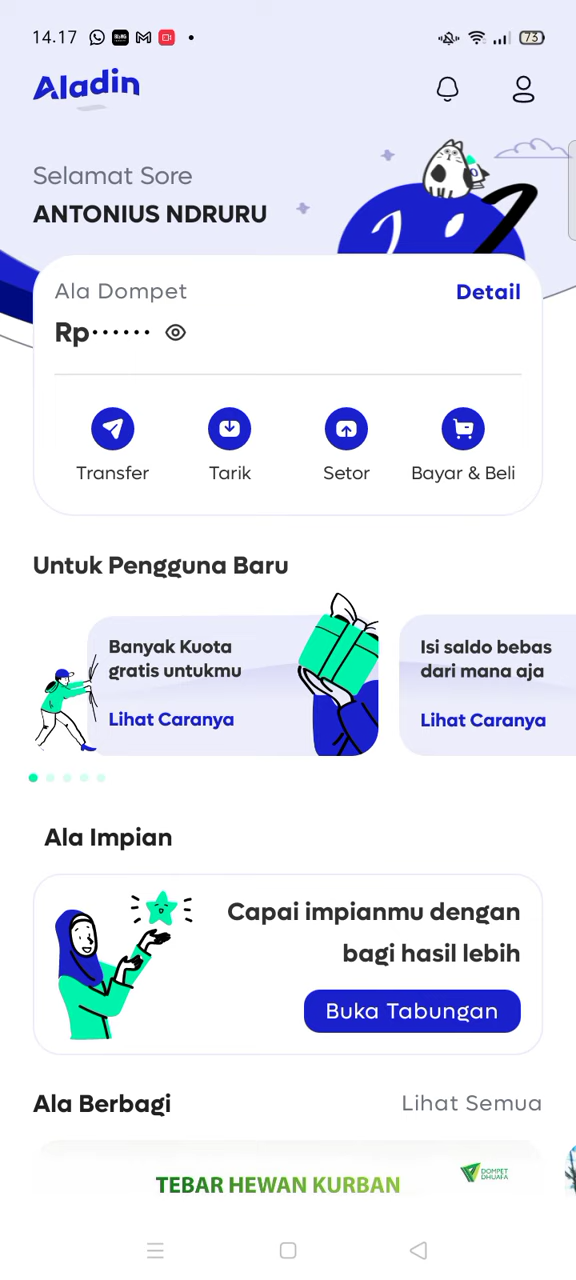 14.17
73
Aladin
Selamat Sore
ANTONIUS NDRURU
Ala Dompet
Detail
Rp······
Transfer
Tarik
Setor
Bayar & Beli
Untuk Pengguna Baru
Banyak Kuota
gratis untukmu
Lihat Caranya
Isi saldo bebas
dari mana aja
Lihat Caranya
Ala Impian
Capai impianmu dengan
bagi hasil lebih
Buka Tabungan
Ala Berbagi
Lihat Semua
TEBAR HEWAN KURBAN
DOMPET
DHUAFA